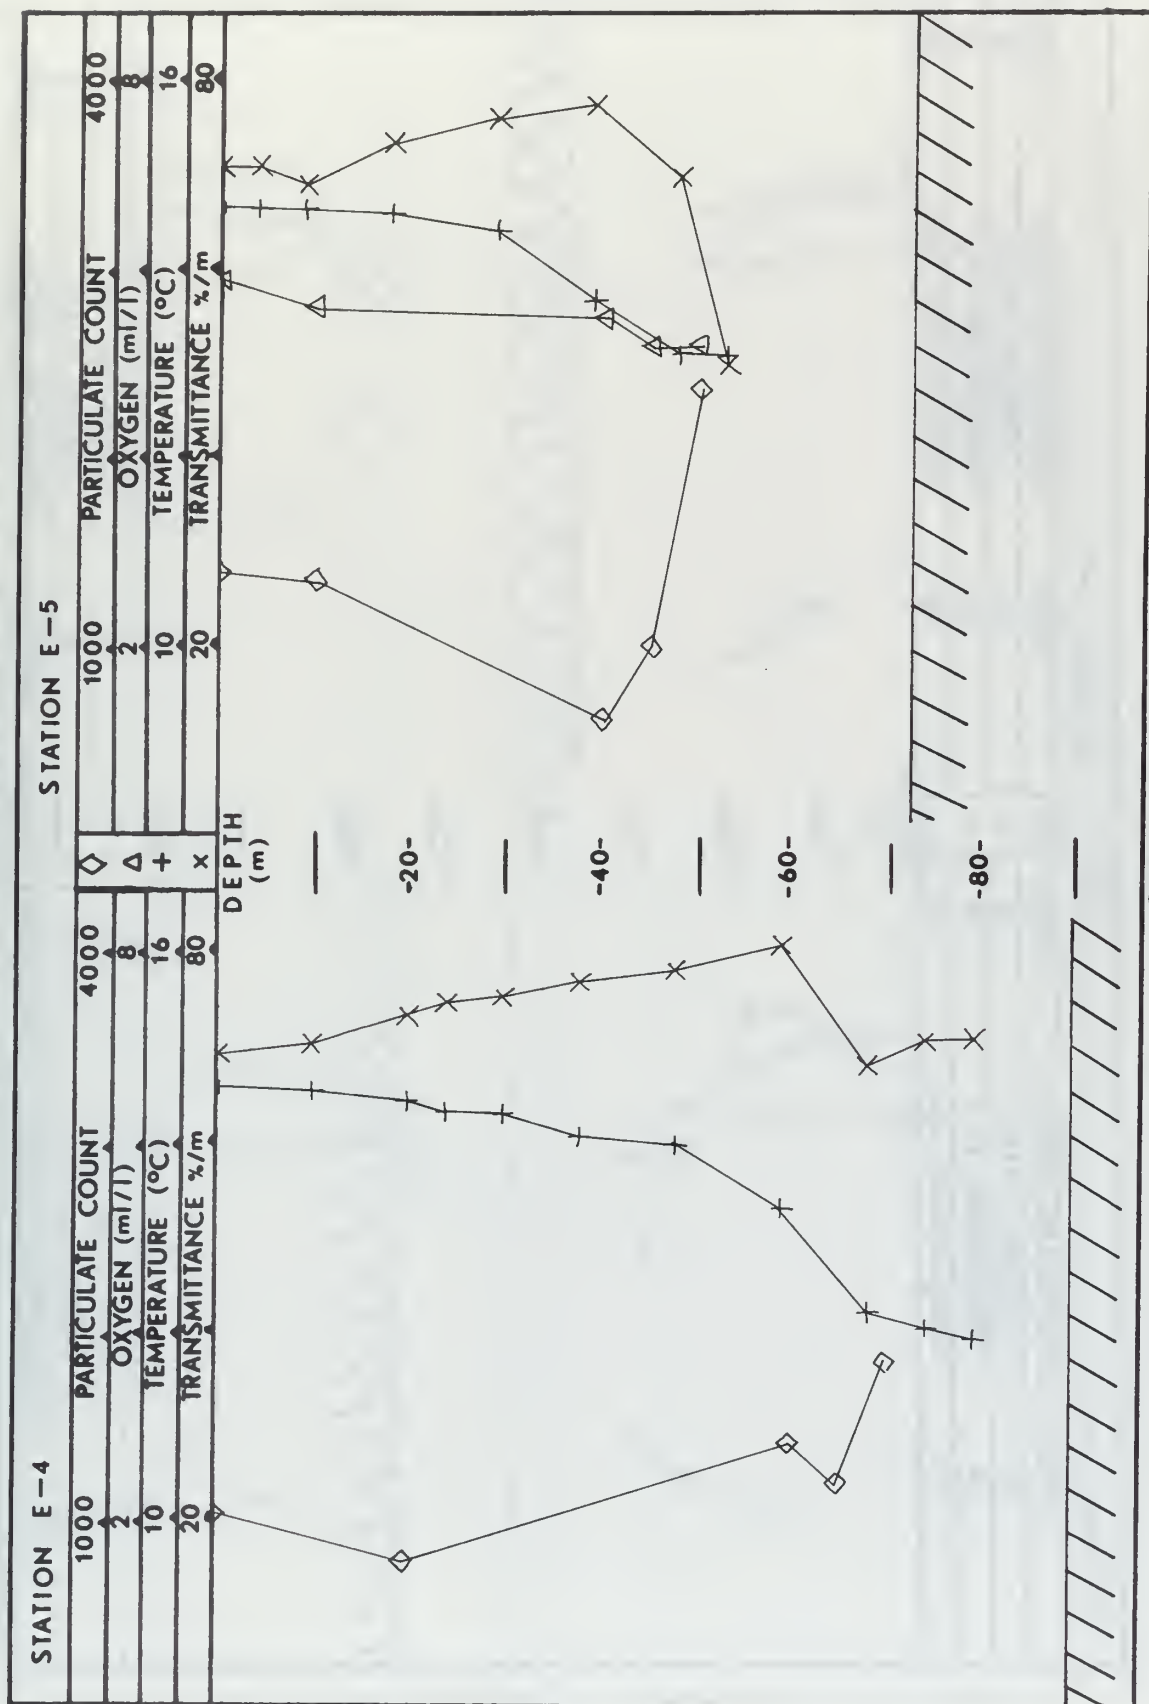 STATION E-4
1000 PARTICULATE COUNT 4000
2 OXYGEN (ml/l) 8
10 TEMPERATURE (°C) 16
20 TRANSMITTANCE %/m 80
◇
Δ
+
x
DEPTH
(m)
-20-
-40-
-60-
-80-
STATION E-5
1000 PARTICULATE COUNT 4000
2 OXYGEN (ml/l) 8
10 TEMPERATURE (°C) 16
20 TRANSMITTANCE %/m 80